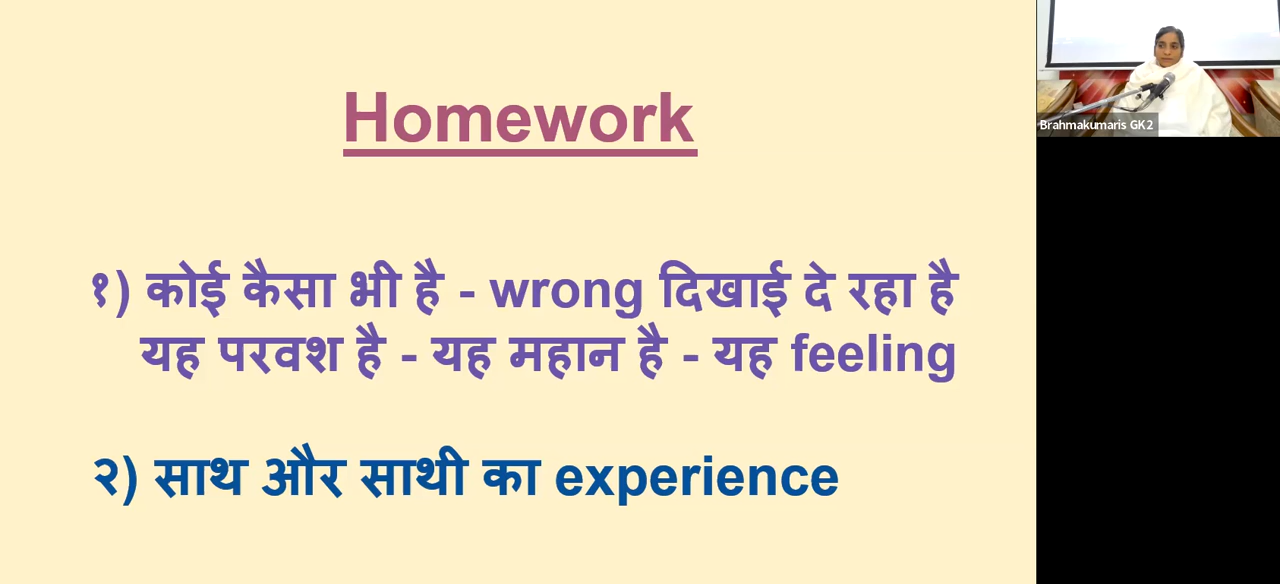 Homework
१) कोई कैसा भी है - wrong दिखाई दे रहा है
यह परवश है - यह महान है - यह feeling
२) साथ और साथी का experience
Brahmakumaris GK2